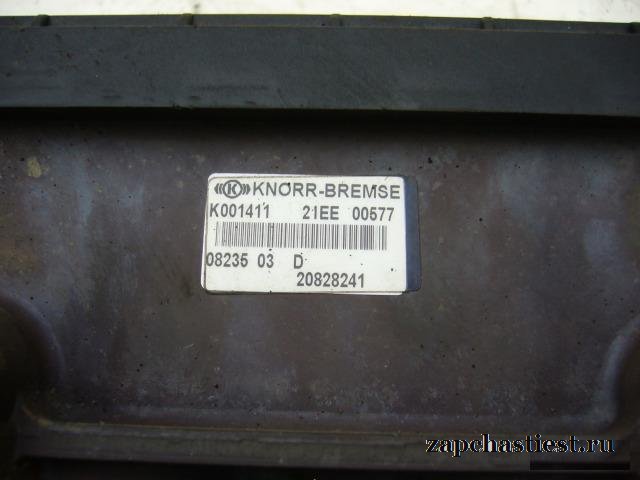 KNORR-BREMSE
K001411 21EE 00577
08235 03 D
20828241
zapchastiest.ru